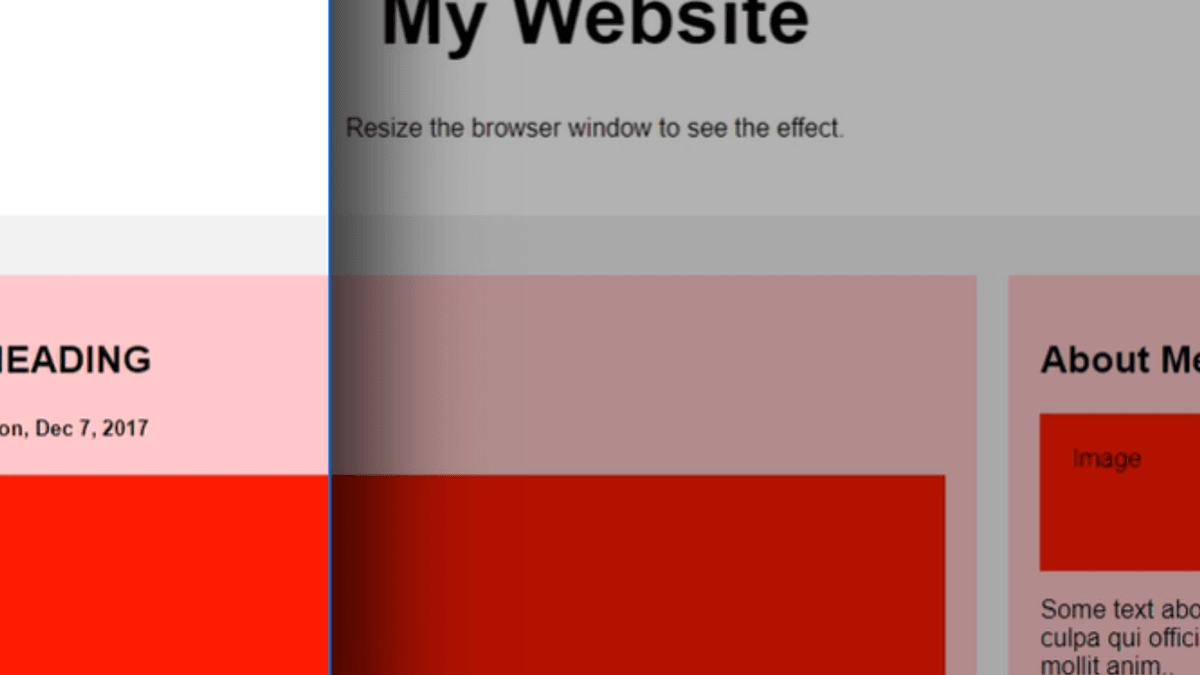 My Website
Resize the browser window to see the effect.
HEADING
on, Dec 7, 2017
About Me
Image
Some text abo
culpa qui offici
mollit anim..